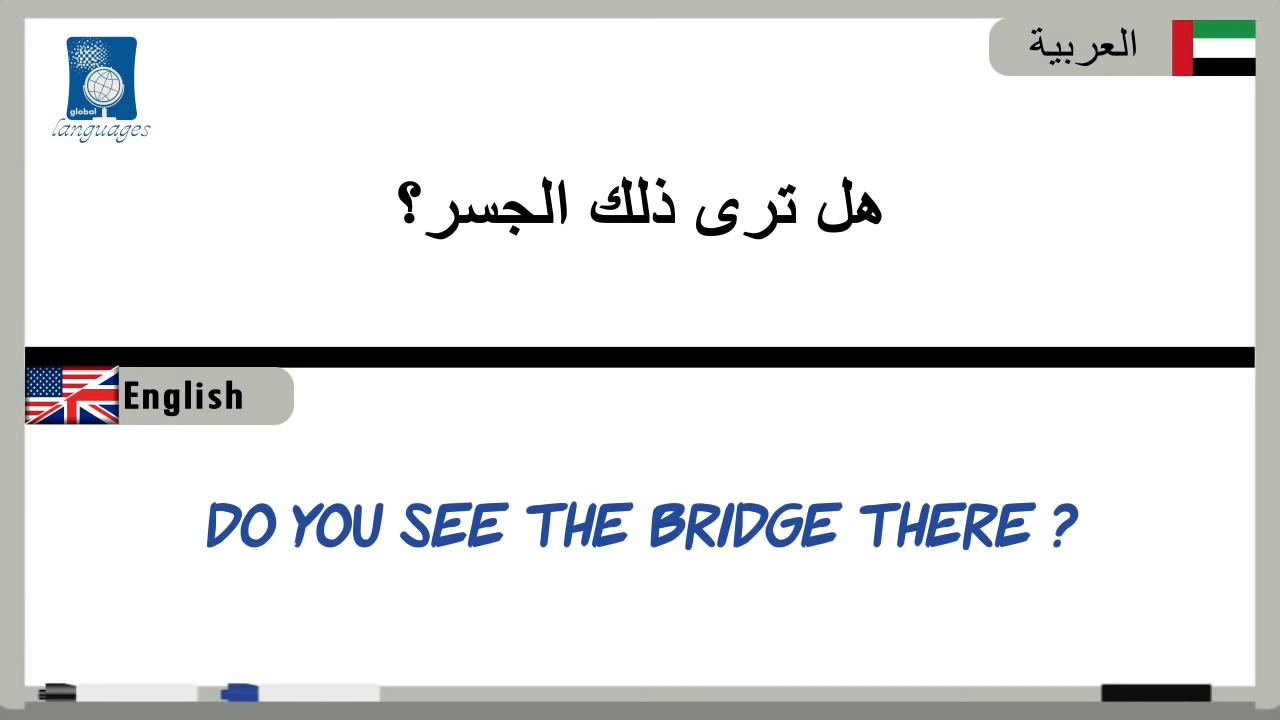 global
languages
العربية
هل ترى ذلك الجسر؟
English
DO YOU SEE THE BRIDGE THERE ?